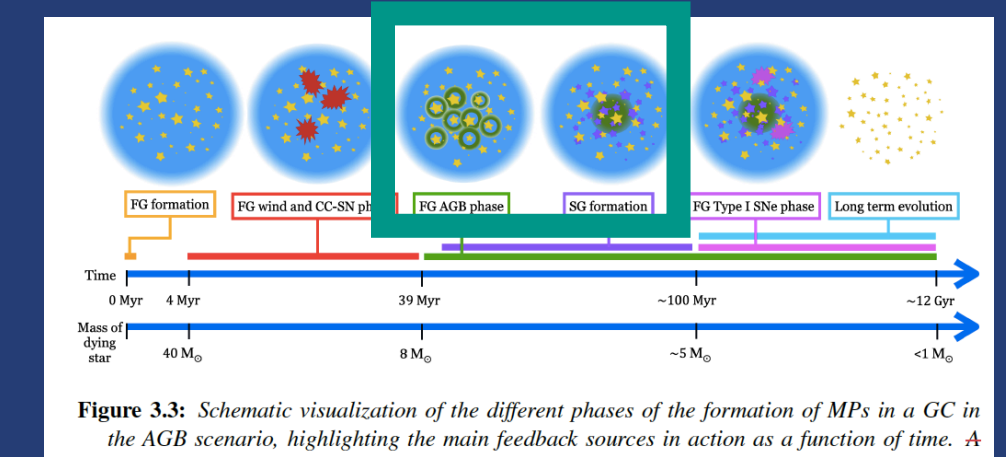 FG formation
FG wind and CC-SN ph
FG AGB phase
SG formation
FG Type I SNe phase
Long term evolution
Time
0 Myr 4 Myr 39 Myr ~100 Myr ~12 Gyr
Mass of
dying
star
40 M⊙ 8 M⊙ ~5 M⊙ <1 M⊙
Figure 3.3: Schematic visualization of the different phases of the formation of MPs in a GC in
the AGB scenario, highlighting the main feedback sources in action as a function of time. A